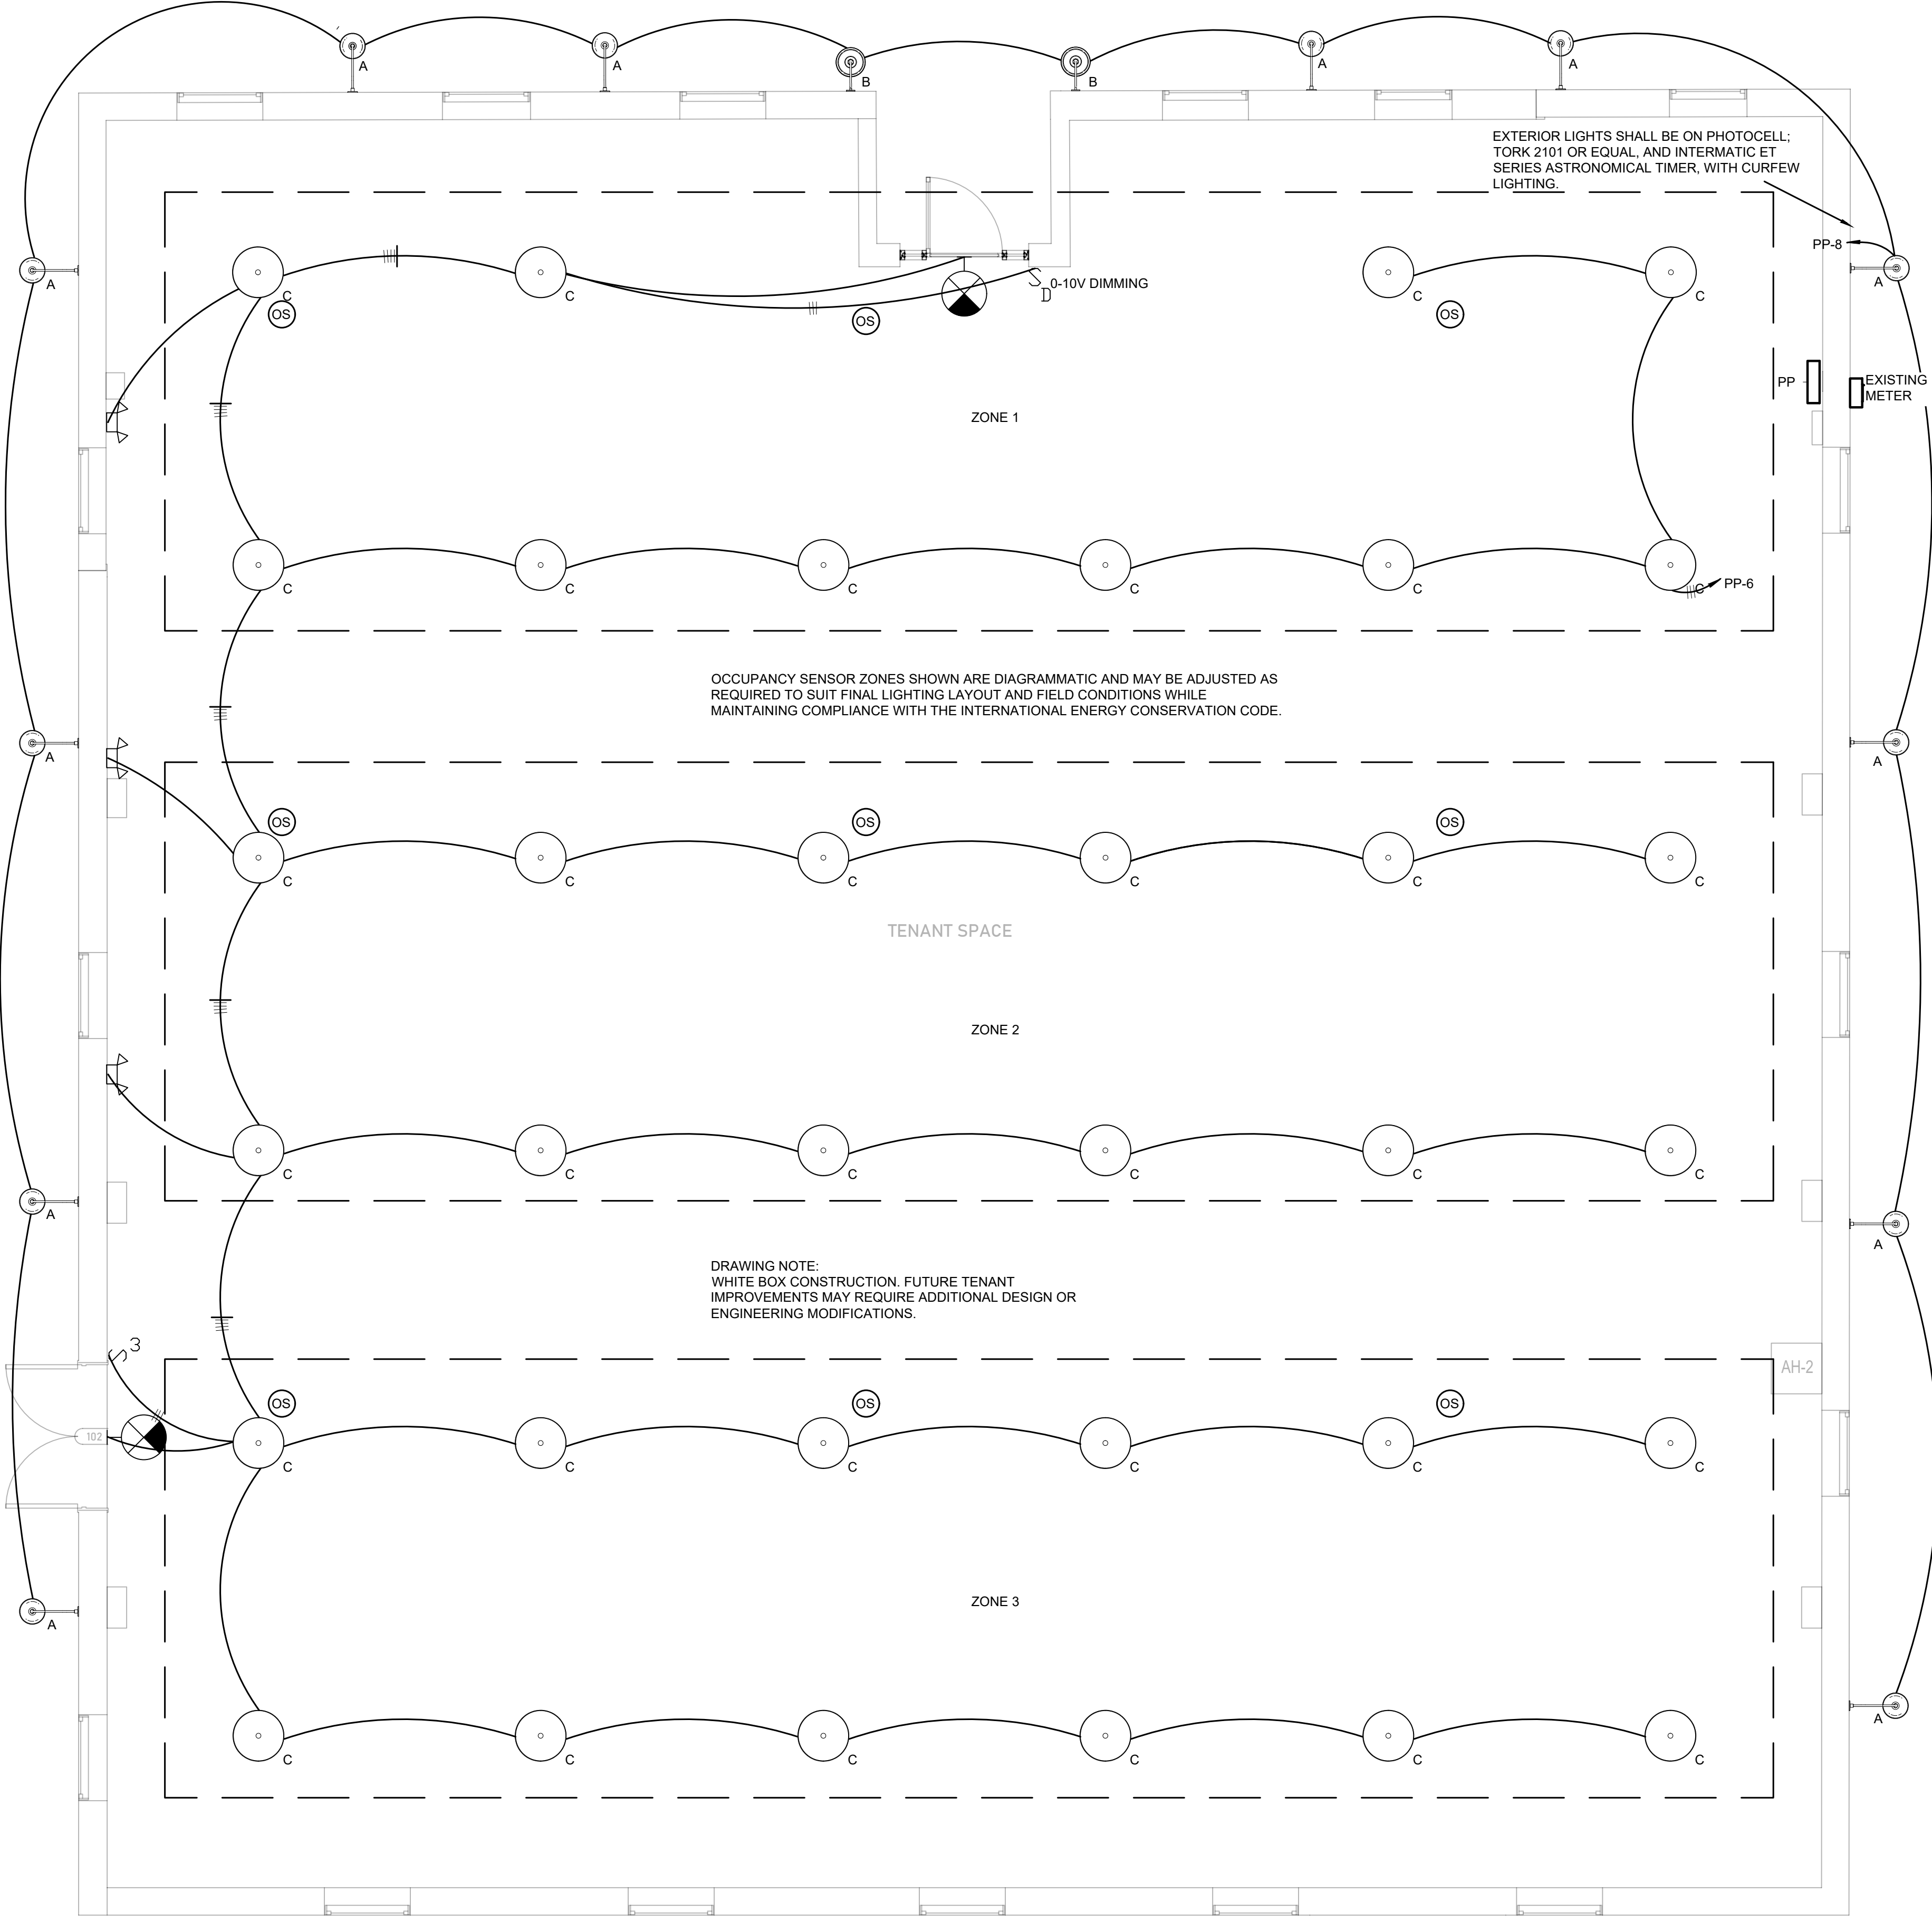 A
A
B
B
A
A
EXTERIOR LIGHTS SHALL BE ON PHOTOCELL;
TORK 2101 OR EQUAL, AND INTERMATIC ET
SERIES ASTRONOMICAL TIMER, WITH CURFEW
LIGHTING.
PP-8
A
A
C
C
D
0-10V DIMMING
C
C
OS
OS
OS
PP
EXISTING
METER
ZONE 1
C
C
C
C
C
C
PP-6
OCCUPANCY SENSOR ZONES SHOWN ARE DIAGRAMMATIC AND MAY BE ADJUSTED AS
REQUIRED TO SUIT FINAL LIGHTING LAYOUT AND FIELD CONDITIONS WHILE
MAINTAINING COMPLIANCE WITH THE INTERNATIONAL ENERGY CONSERVATION CODE.
A
A
OS
OS
OS
C
C
C
C
C
C
TENANT SPACE
ZONE 2
C
C
C
C
C
C
A
A
DRAWING NOTE:
WHITE BOX CONSTRUCTION. FUTURE TENANT
IMPROVEMENTS MAY REQUIRE ADDITIONAL DESIGN OR
ENGINEERING MODIFICATIONS.
3
AH-2
OS
OS
OS
102
C
C
C
C
C
C
ZONE 3
A
A
C
C
C
C
C
C